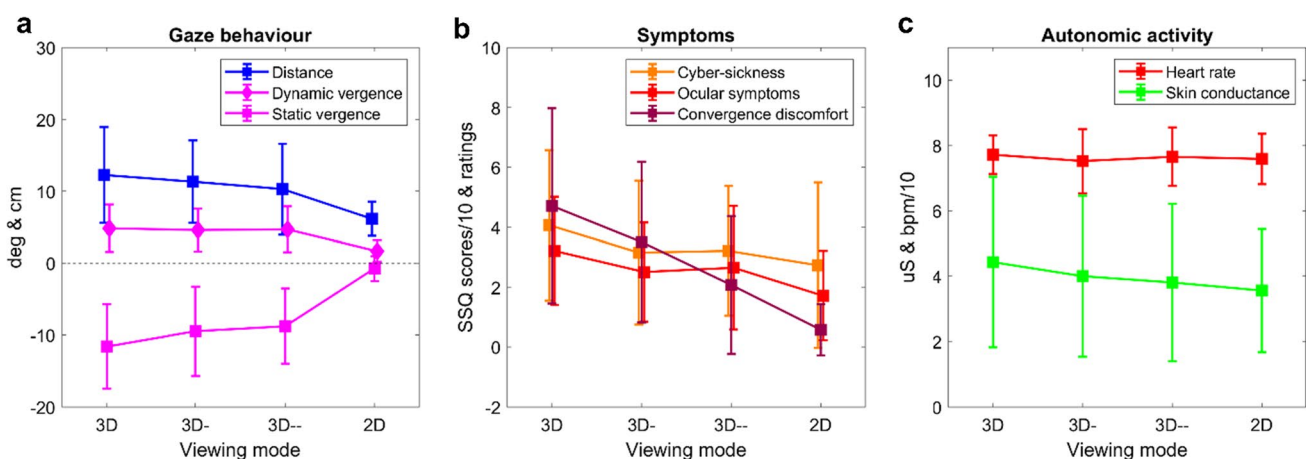 a
Gaze behaviour
30
20
10
0
-10
-20
deg & cm
Distance
Dynamic vergence
Static vergence
3D
3D-
3D--
2D
Viewing mode
b
Symptoms
10
8
6
4
2
0
-2
SSQ scores/10 & ratings
Cyber-sickness
Ocular symptoms
Convergence discomfort
3D
3D-
3D--
2D
Viewing mode
c
Autonomic activity
10
8
6
4
2
0
uS & bpm/10
Heart rate
Skin conductance
3D
3D-
3D--
2D
Viewing mode